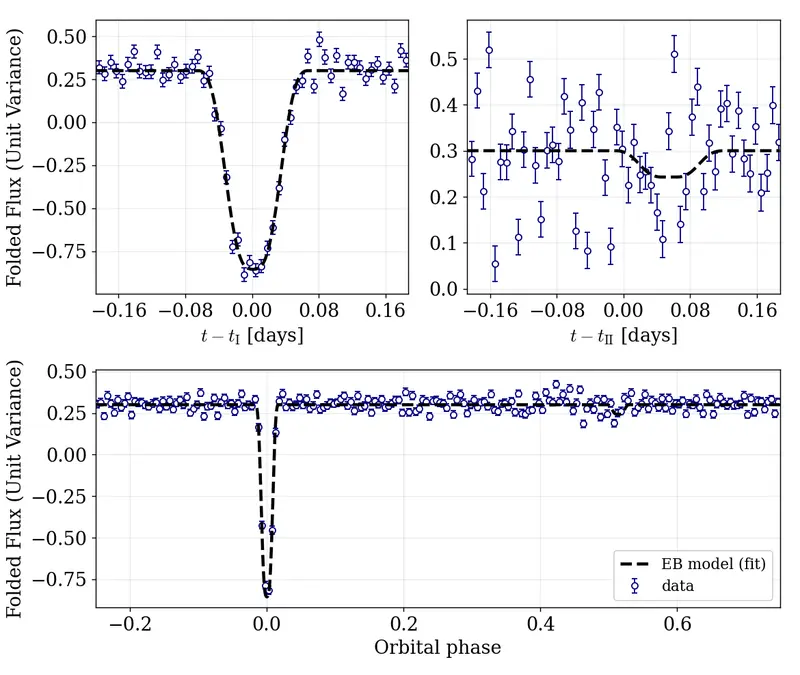 Folded Flux (Unit Variance)
0.50
0.25
0.00
−0.25
−0.50
−0.75
−0.16 −0.08 0.00 0.08 0.16
t − tI [days]
0.5
0.4
0.3
0.2
0.1
0.0
−0.16 −0.08 0.00 0.08 0.16
t − tII [days]
Folded Flux (Unit Variance)
0.50
0.25
0.00
−0.25
−0.50
−0.75
EB model (fit)
data
−0.2 0.0 0.2 0.4 0.6
Orbital phase